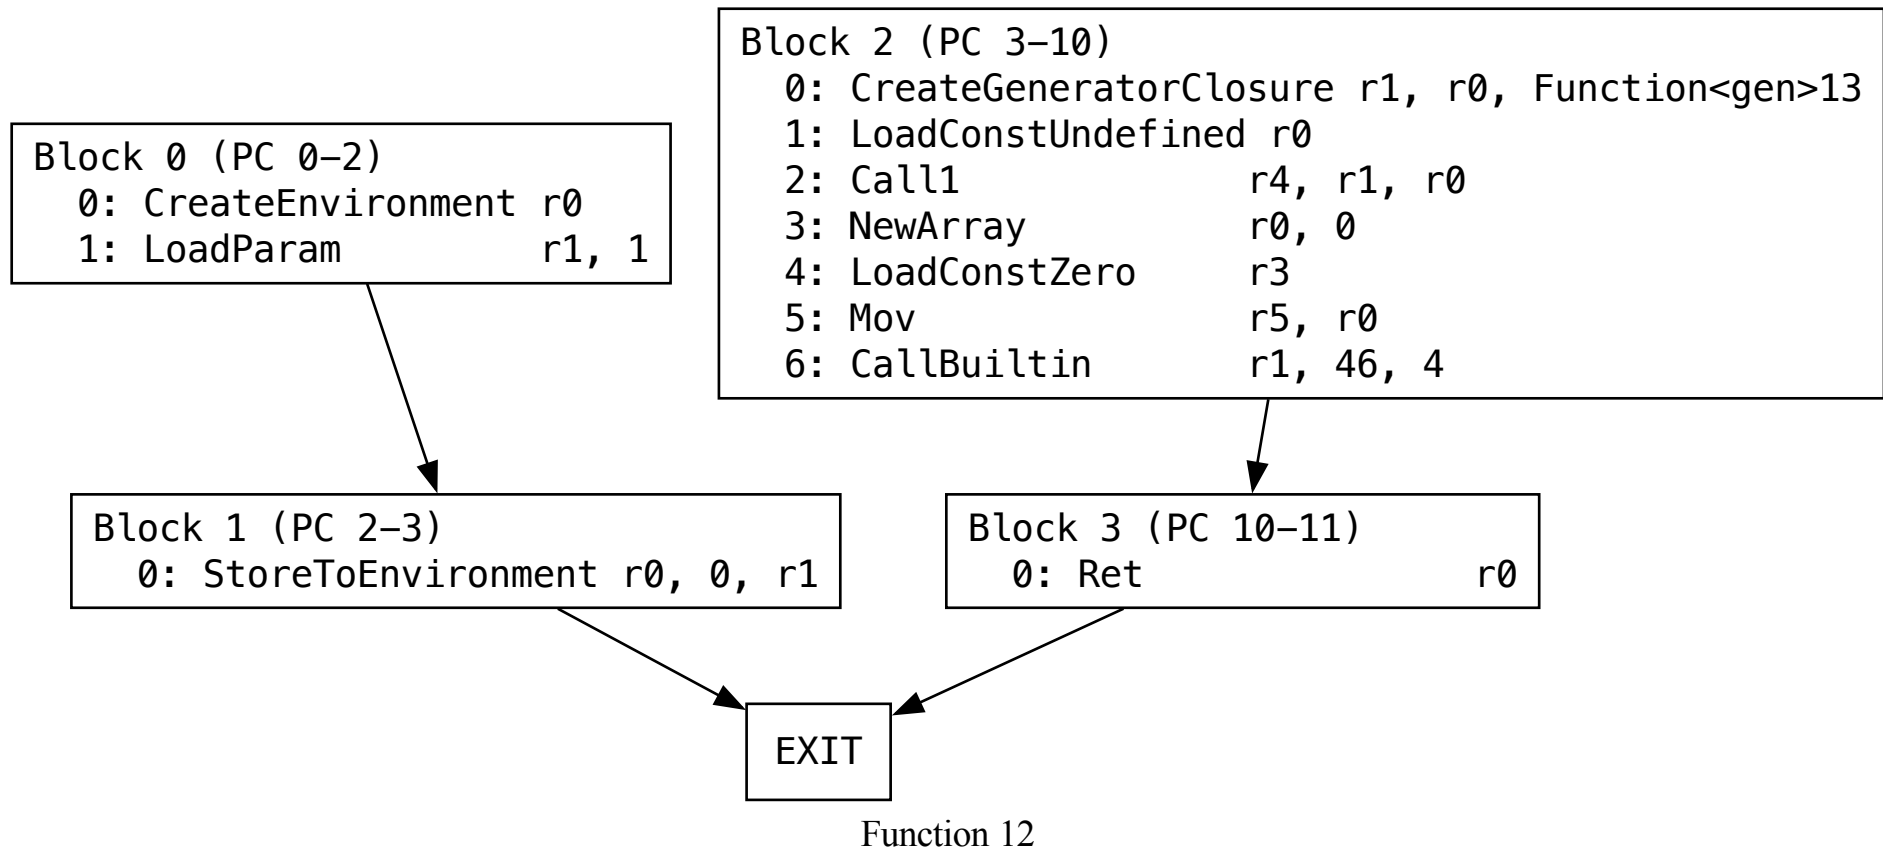 Block 0 (PC 0–2)
0: CreateEnvironment r0
1: LoadParam r1, 1
Block 2 (PC 3–10)
0: CreateGeneratorClosure r1, r0, Function<gen>13
1: LoadConstUndefined r0
2: Call1 r4, r1, r0
3: NewArray r0, 0
4: LoadConstZero r3
5: Mov r5, r0
6: CallBuiltin r1, 46, 4
Block 1 (PC 2–3)
0: StoreToEnvironment r0, 0, r1
Block 3 (PC 10–11)
0: Ret r0
EXIT
Function 12